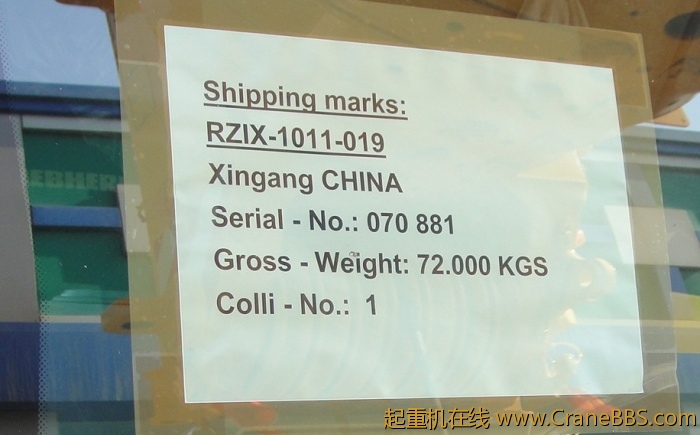 Shipping marks:
RZIX-1011-019
Xingang CHINA
Serial - No.: 070 881
Gross - Weight: 72.000 KGS
Colli - No.: 1
EBHERR
起重机在线 www.CraneBBS.com